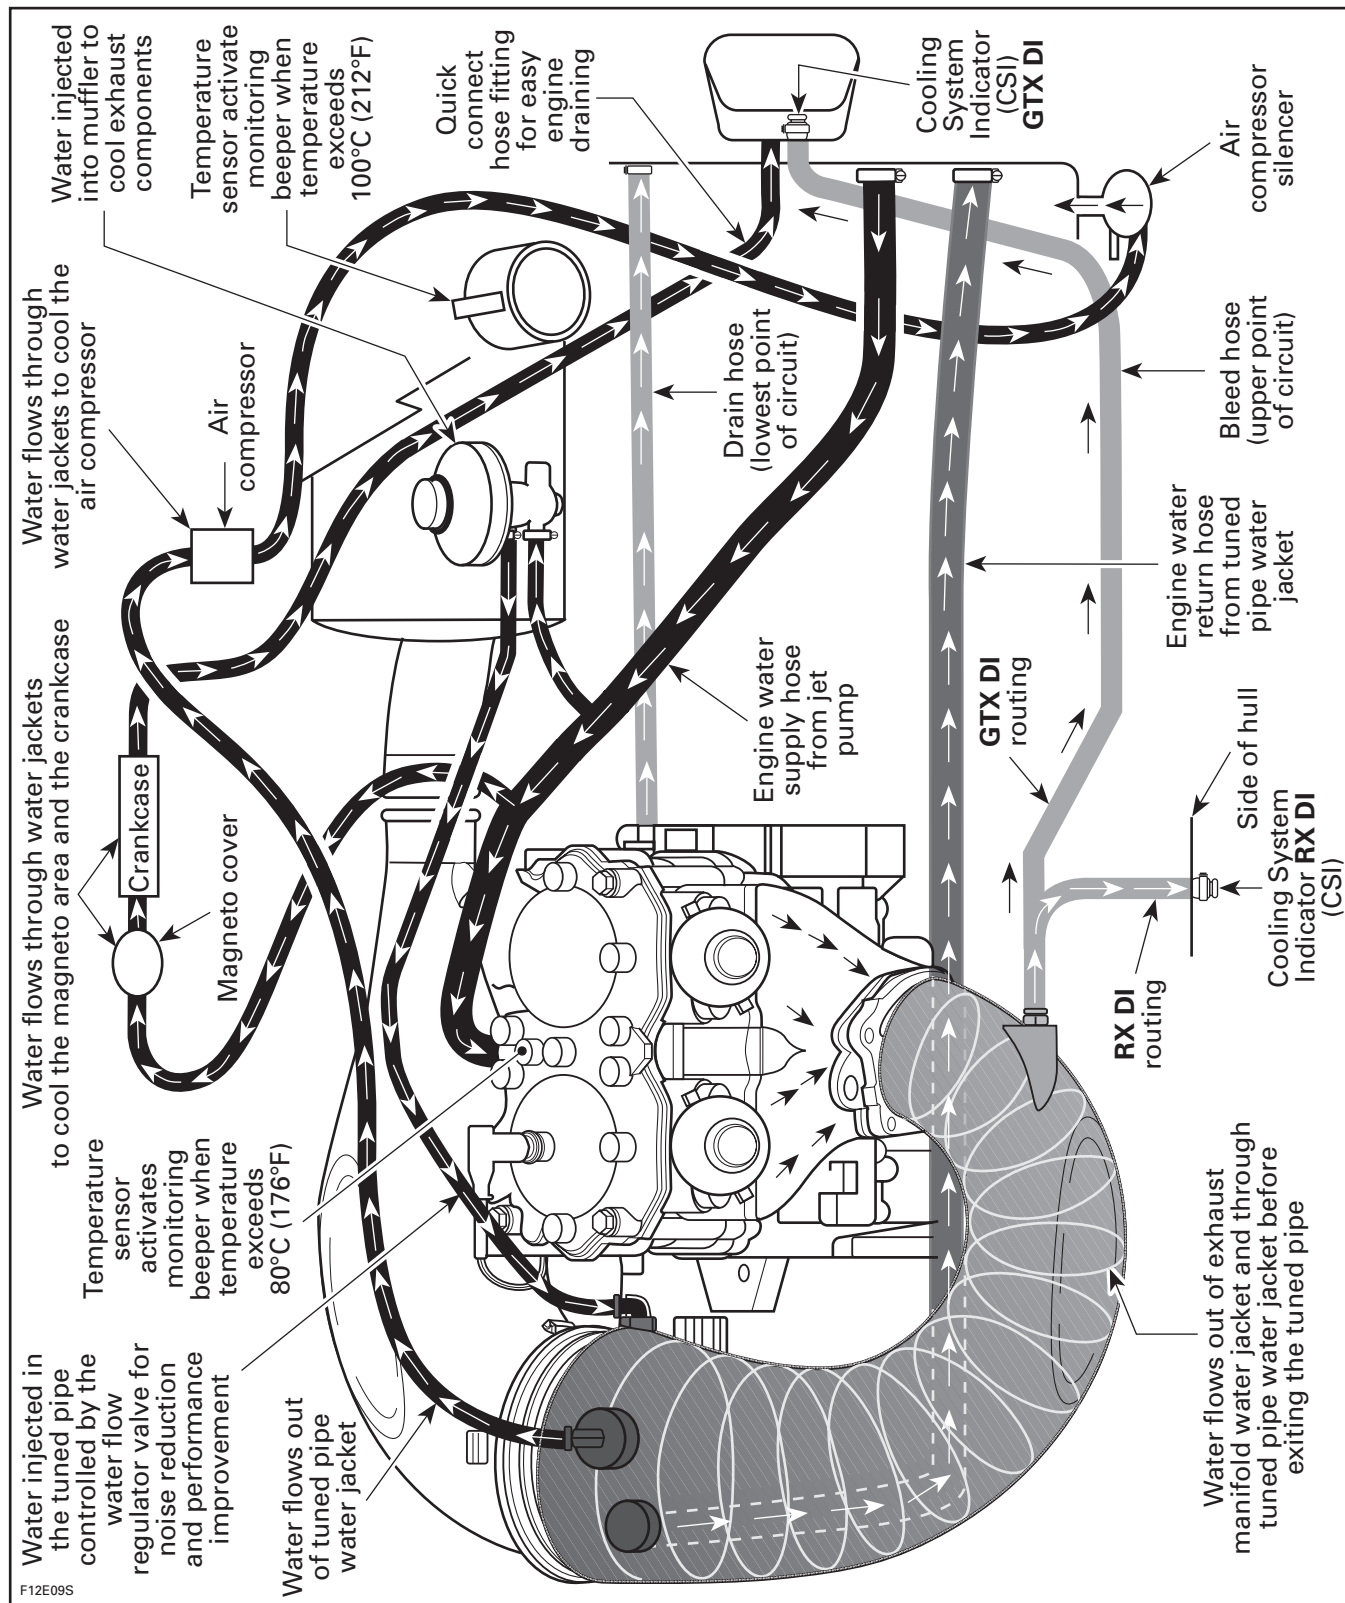 Water injected in
the tuned pipe
controlled by the
water flow
regulator valve for
noise reduction
and performance
improvement
Temperature
sensor
activates
monitoring
beeper when
temperature
exceeds
80°C (176°F)
Water flows through water jackets
to cool the magneto area and the crankcase
Water flows through
water jackets to cool the
air compressor
Water injected
into muffler to
cool exhaust
components
Temperature
sensor activate
monitoring
beeper when
temperature
exceeds
100°C (212°F)
Quick
connect
hose fitting
for easy
engine
draining
Cooling
System
Indicator
(CSI)
GTX DI
Air
compressor
silencer
Air
compressor
Crankcase
Magneto cover
Water flows out
of tuned pipe
water jacket
Engine water
supply hose
from jet
pump
Drain hose
(lowest point
of circuit)
Bleed hose
(upper point
of circuit)
Engine water
return hose
from tuned
pipe water
jacket
GTX DI
routing
RX DI
routing
Side of hull
Cooling System
Indicator RX DI
(CSI)
Water flows out of exhaust
manifold water jacket and through
tuned pipe water jacket before
exiting the tuned pipe
F12E09S